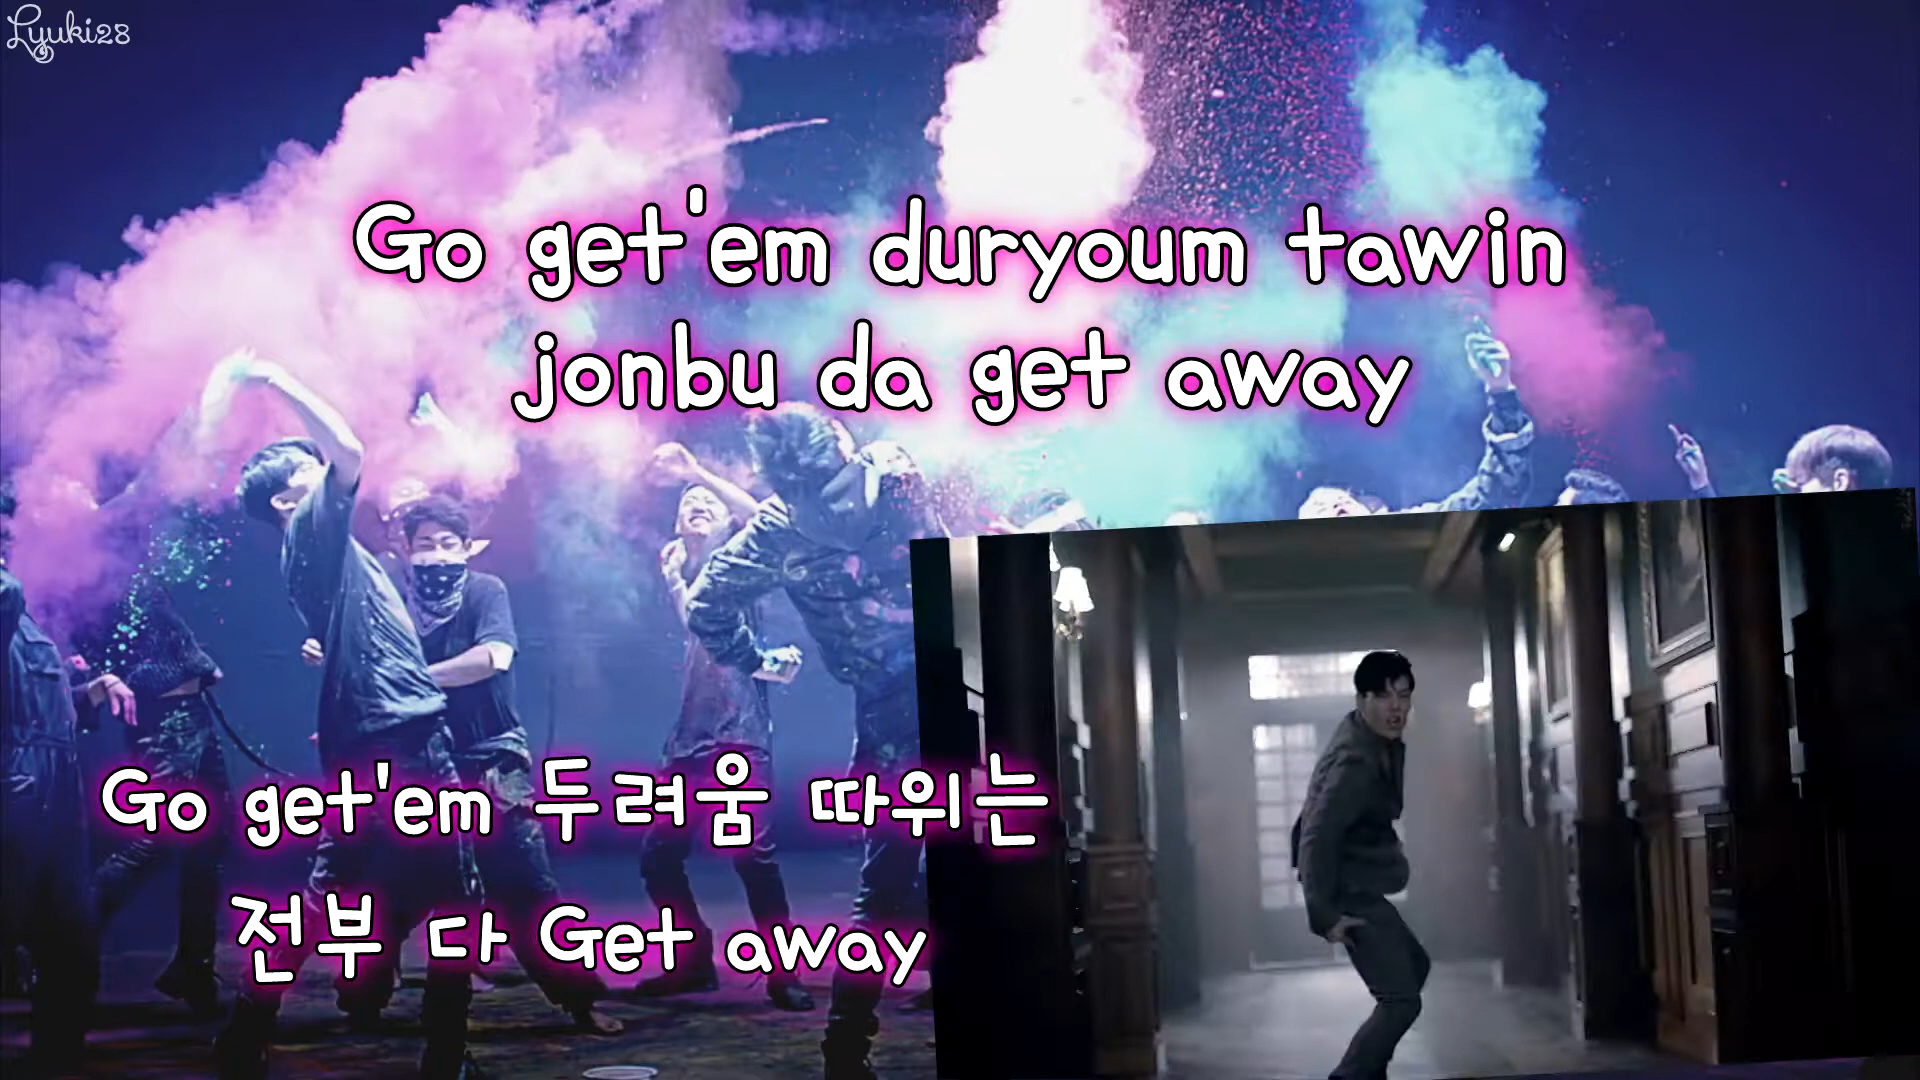 Lyuki28
Go get'em duryoum tawin
jonbu da get away
Go get'em 두려움 따위는
전부 다 Get away